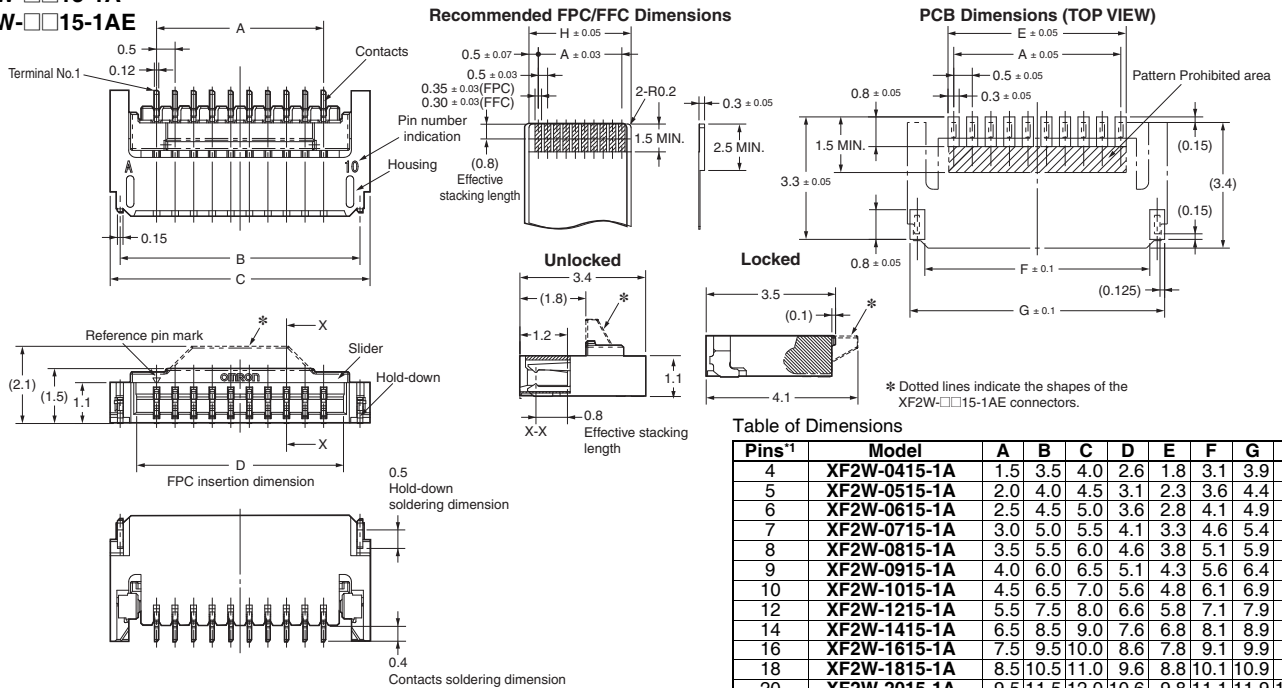 15-1AE
A
0.5
0.12
Terminal No.1
Contacts
Pin number
indication
Housing
A
10
0.15
B
C
Recommended FPC/FFC Dimensions
H ± 0.05
0.5 ± 0.07
A ± 0.03
0.5 ± 0.03
0.35 ± 0.03(FPC)
0.30 ± 0.03(FFC)
2-R0.2
0.3 ± 0.05
1.5 MIN.
2.5 MIN.
(0.8)
Effective
stacking length
PCB Dimensions (TOP VIEW)
E ± 0.05
A ± 0.05
0.5 ± 0.05
Pattern Prohibited area
0.8 ± 0.05
0.3 ± 0.05
1.5 MIN.
(0.15)
3.3 ± 0.05
(3.4)
(0.15)
0.8 ± 0.05
F ± 0.1
(0.125)
G ± 0.1
Unlocked
3.4
(1.8)
*
1.2
1.1
X-X
0.8
Effective stacking
length
Locked
3.5
(0.1)
*
4.1
* Dotted lines indicate the shapes of the
XF2W-□□15-1AE connectors.
Reference pin mark
*
X
Slider
OMRON
Hold-down
(2.1)
(1.5)
1.1
X
D
FPC insertion dimension
0.5
Hold-down
soldering dimension
0.4
Contacts soldering dimension
Table of Dimensions
Pins*1 Model A B C D E F G
4 XF2W-0415-1A 1.5 3.5 4.0 2.6 1.8 3.1 3.9
5 XF2W-0515-1A 2.0 4.0 4.5 3.1 2.3 3.6 4.4
6 XF2W-0615-1A 2.5 4.5 5.0 3.6 2.8 4.1 4.9
7 XF2W-0715-1A 3.0 5.0 5.5 4.1 3.3 4.6 5.4
8 XF2W-0815-1A 3.5 5.5 6.0 4.6 3.8 5.1 5.9
9 XF2W-0915-1A 4.0 6.0 6.5 5.1 4.3 5.6 6.4
10 XF2W-1015-1A 4.5 6.5 7.0 5.6 4.8 6.1 6.9
12 XF2W-1215-1A 5.5 7.5 8.0 6.6 5.8 7.1 7.9
14 XF2W-1415-1A 6.5 8.5 9.0 7.6 6.8 8.1 8.9
16 XF2W-1615-1A 7.5 9.5 10.0 8.6 7.8 9.1 9.9
18 XF2W-1815-1A 8.5 10.5 11.0 9.6 8.8 10.1 10.9